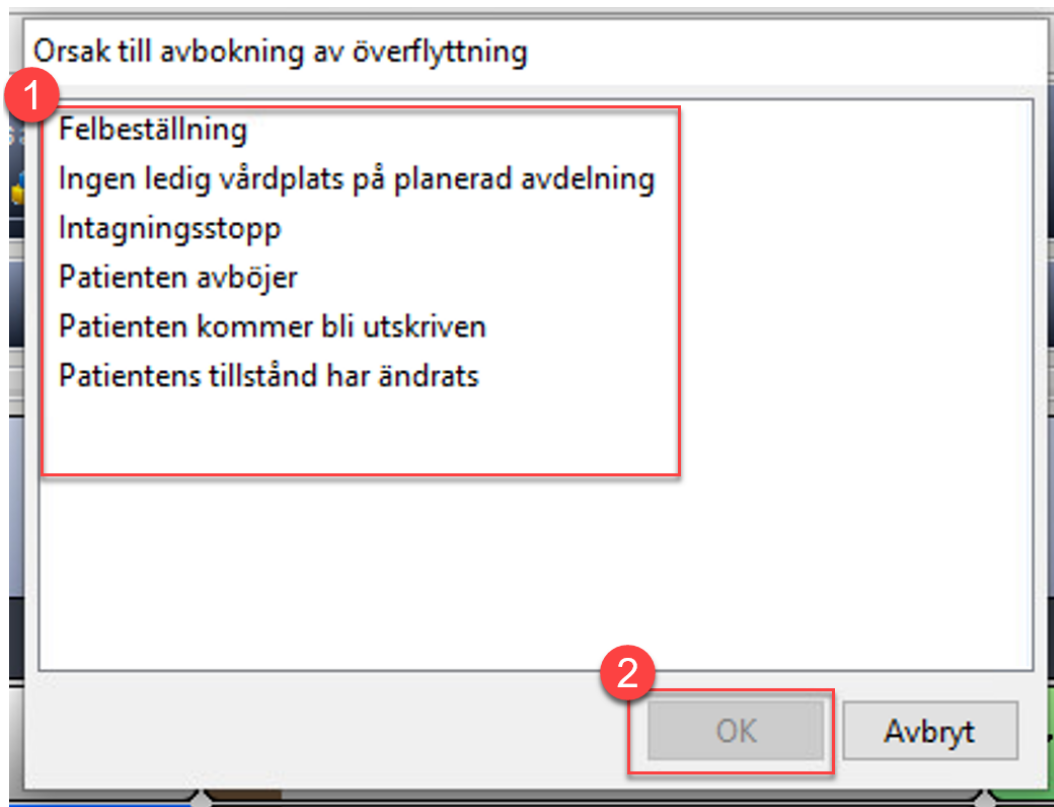 Orsak till avbokning av överflyttning
1
Felbeställning
Ingen ledig vårdplats på planerad avdelning
Intagningsstopp
Patienten avböjer
Patienten kommer bli utskriven
Patientens tillstånd har ändrats
2
OK
Avbryt